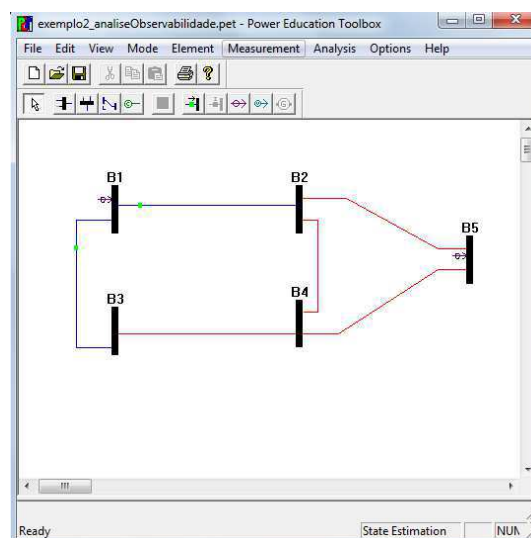 exemplo2_analiseObservabilidade.pet - Power Education Toolbox
File Edit View Mode Element Measurement Analysis Options Help
B1
B2
B5
B3
B4
Ready
State Estimation
NUM